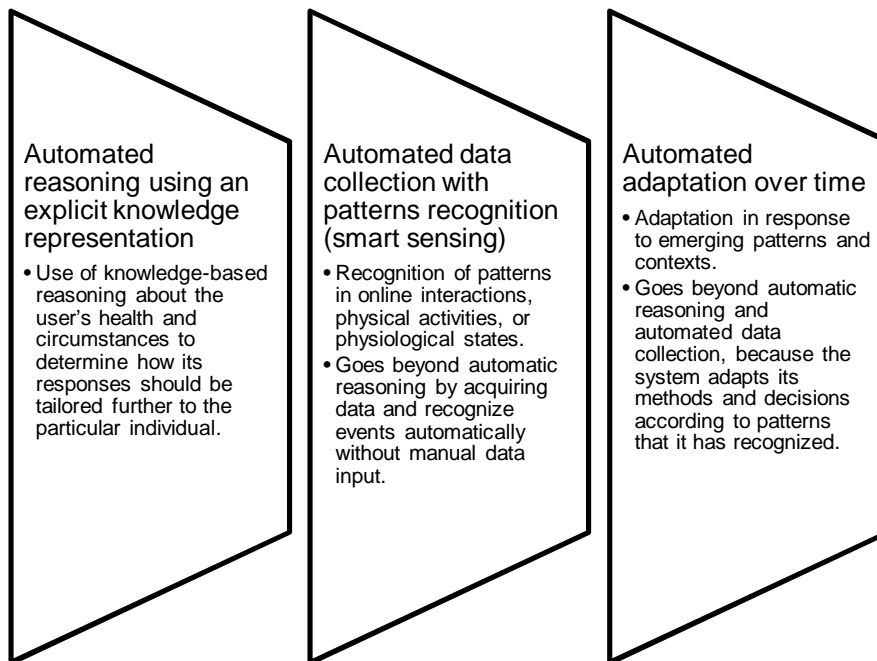 Automated
reasoning using an
explicit knowledge
representation
• Use of knowledge-based
reasoning about the
user's health and
circumstances to
determine how its
responses should be
tailored further to the
particular individual.
Automated data
collection with
patterns recognition
(smart sensing)
• Recognition of patterns
in online interactions,
physical activities, or
physiological states.
• Goes beyond automatic
reasoning by acquiring
data and recognize
events automatically
without manual data
input.
Automated
adaptation over time
• Adaptation in response
to emerging patterns and
contexts.
• Goes beyond automatic
reasoning and
automated data
collection, because the
system adapts its
methods and decisions
according to patterns
that it has recognized.